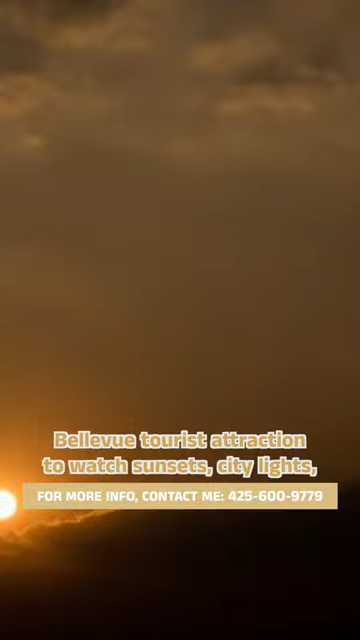 Bellevue tourist attraction
to watch sunsets, city lights,
FOR MORE INFO, CONTACT ME: 425-600-9779